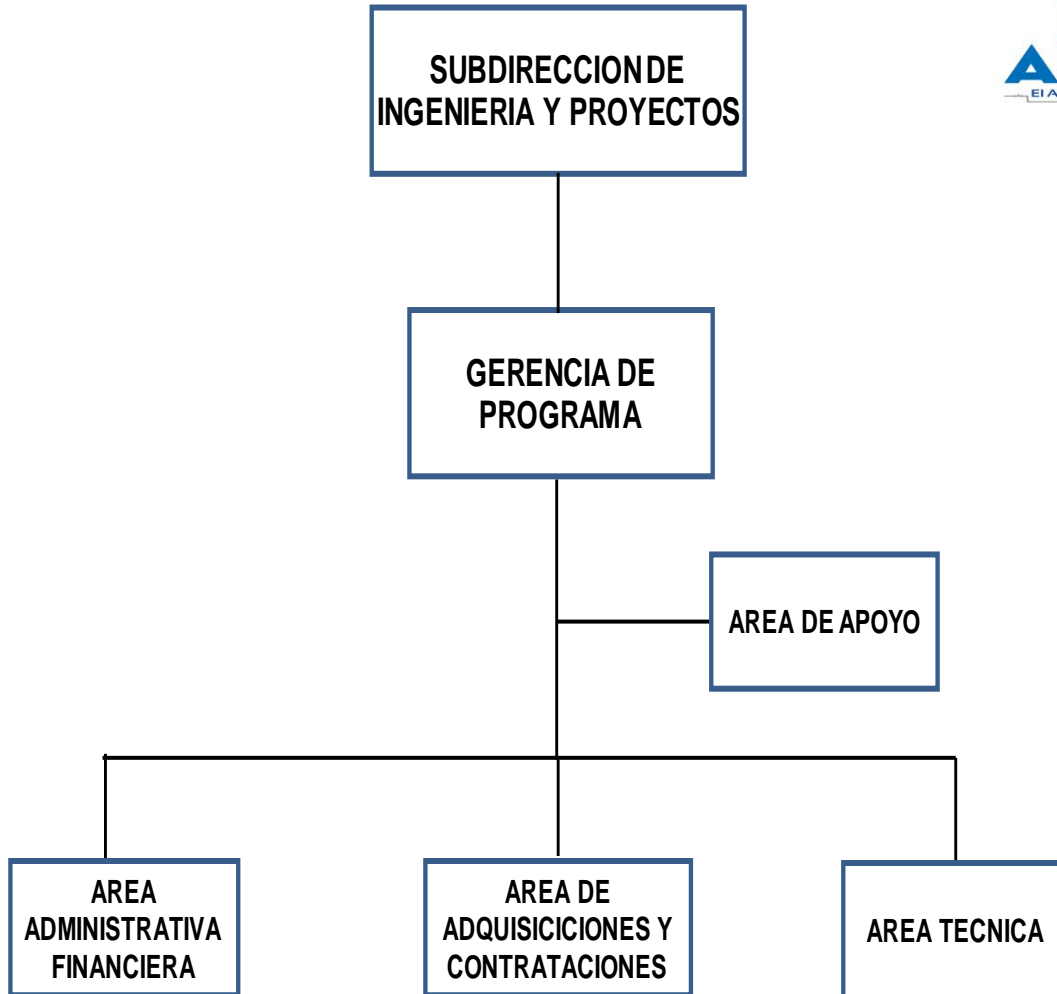 SUBDIRECCION DE
INGENIERIA Y PROYECTOS
A
EI A
GERENCIA DE
PROGRAMA
AREA DE APOYO
AREA
ADMINISTRATIVA
FINANCIERA
AREA DE
ADQUISICICIONES Y
CONTRATACIONES
AREA TECNICA